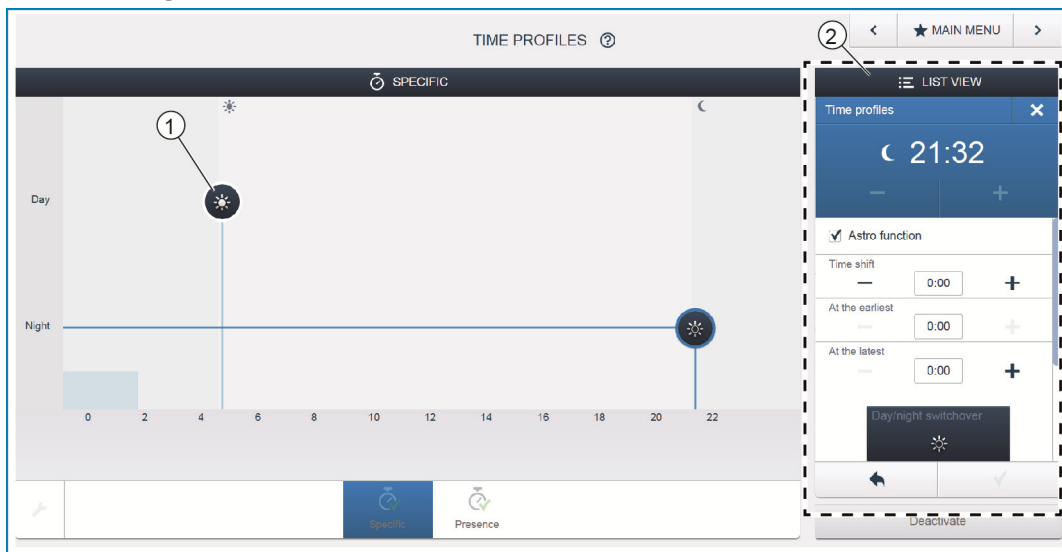 TIME PROFILES ?
2
< ★ MAIN MENU >
SPECIFIC
LIST VIEW
Time profiles
21:32
− +
1
Day
Night
0 2 4 6 8 10 12 14 16 18 20 22
Astro function
Time shift
− 0:00 +
At the earliest
− 0:00 +
At the latest
− 0:00 +
Day/night switchover
Specific
Presence
Deactivate